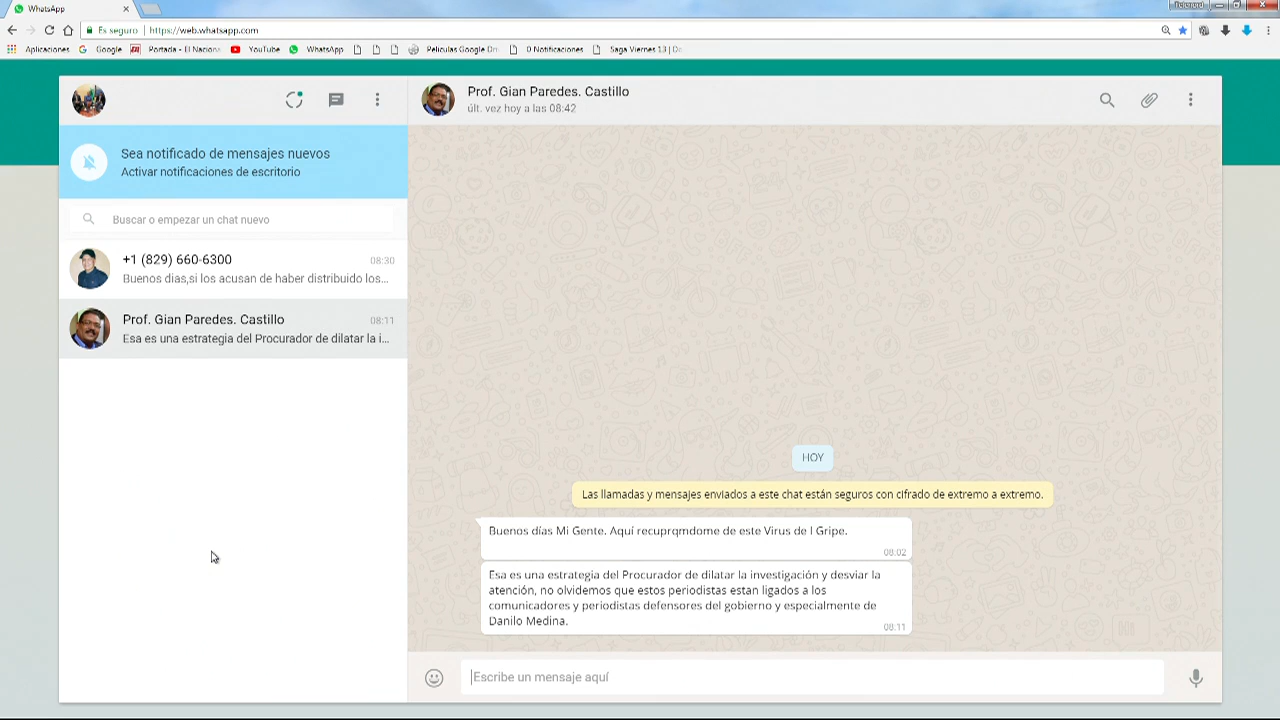 WhatsApp
Telenord
Es seguro | https://web.whatsapp.com
Aplicaciones Google Portada - El Naciona YouTube WhatsApp Peliculas Google Dri 0 Notificaciones Saga Viernes 13 | De
Prof. Gian Paredes. Castillo
últ. vez hoy a las 08:42
Sea notificado de mensajes nuevos
Activar notificaciones de escritorio
Buscar o empezar un chat nuevo
+1 (829) 660-6300 08:30
Buenos dias,si los acusan de haber distribuido los...
Prof. Gian Paredes. Castillo 08:11
Esa es una estrategia del Procurador de dilatar la i...
HOY
Las llamadas y mensajes enviados a este chat están seguros con cifrado de extremo a extremo.
Buenos días Mi Gente. Aquí recuprqmdome de este Virus de l Gripe.
08:02
Esa es una estrategia del Procurador de dilatar la investigación y desviar la
atención, no olvidemos que estos periodistas estan ligados a los
comunicadores y periodistas defensores del gobierno y especialmente de
Danilo Medina.
08:11
Escribe un mensaje aquí